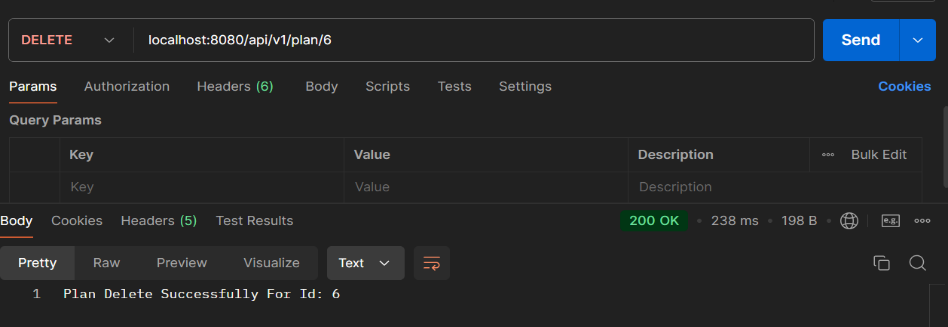 DELETE localhost:8080/api/v1/plan/6 Send
Params Authorization Headers (6) Body Scripts Tests Settings Cookies
Query Params
Key Value Description Bulk Edit
Key Value Description
Body Cookies Headers (5) Test Results 200 OK • 238 ms • 198 B • e.g.
Pretty Raw Preview Visualize Text
1 Plan Delete Successfully For Id: 6